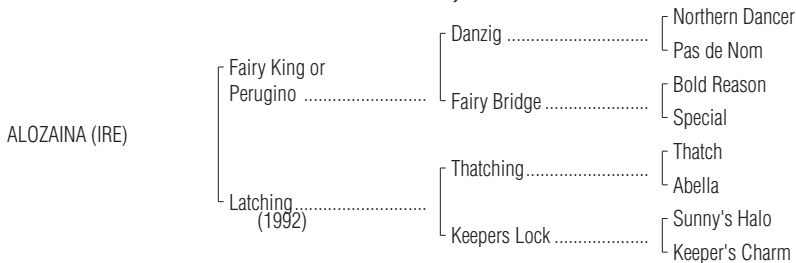 ALOZAINA (IRE)
Fairy King or
Perugino ..........................
Latching............................
(1992)
Danzig ..............................
Fairy Bridge ......................
Thatching..........................
Keepers Lock ....................
Northern Dancer
Pas de Nom
Bold Reason
Special
Thatch
Abella
Sunny's Halo
Keeper's Charm